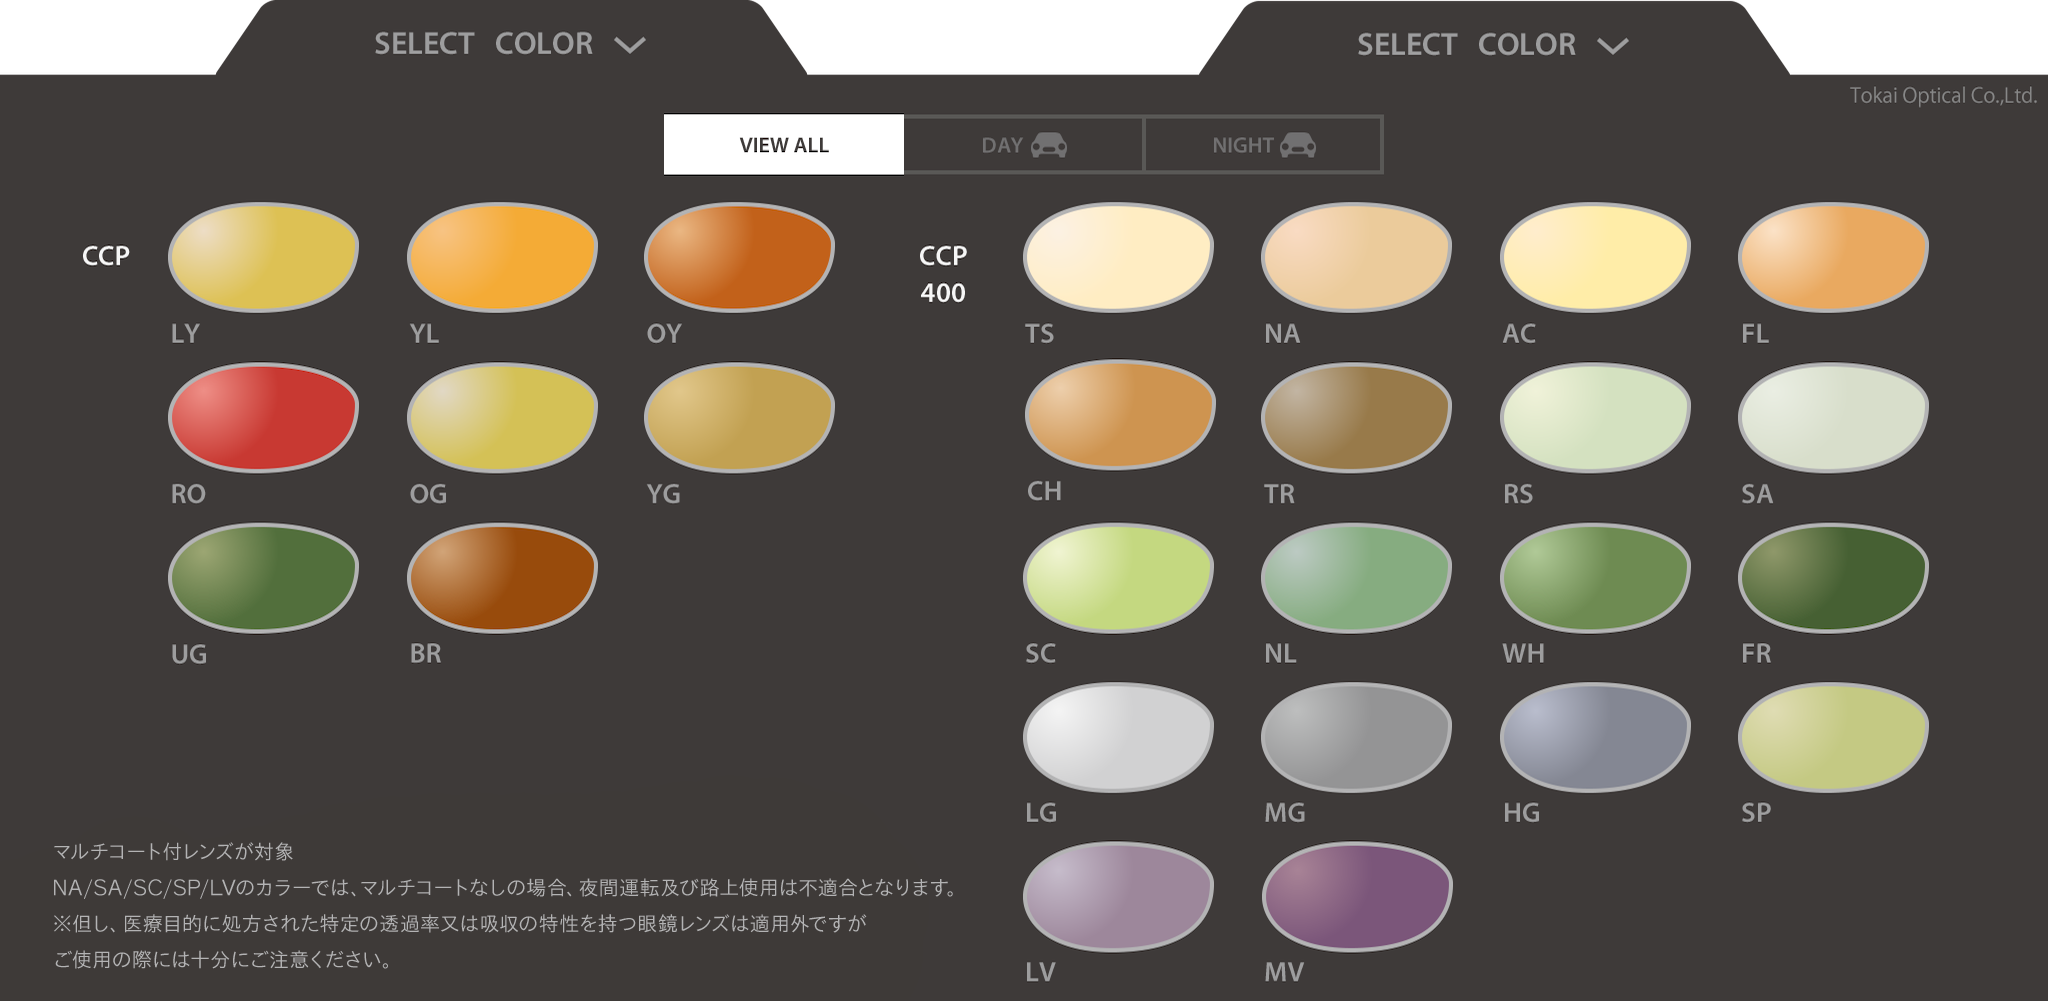 SELECT COLOR
SELECT COLOR
Tokai Optical Co.,Ltd.
VIEW ALL
DAY
NIGHT
CCP
LY
YL
OY
RO
OG
YG
UG
BR
CCP
400
TS
NA
AC
FL
CH
TR
RS
SA
SC
NL
WH
FR
LG
MG
HG
SP
LV
MV
マルチコート付レンズが対象
NA/SA/SC/SP/LVのカラーでは、マルチコートなしの場合、夜間運転及び路上使用は不適合となります。
※但し、医療目的に処方された特定の透過率又は吸収の特性を持つ眼鏡レンズは適用外ですが
ご使用の際には十分にご注意ください。